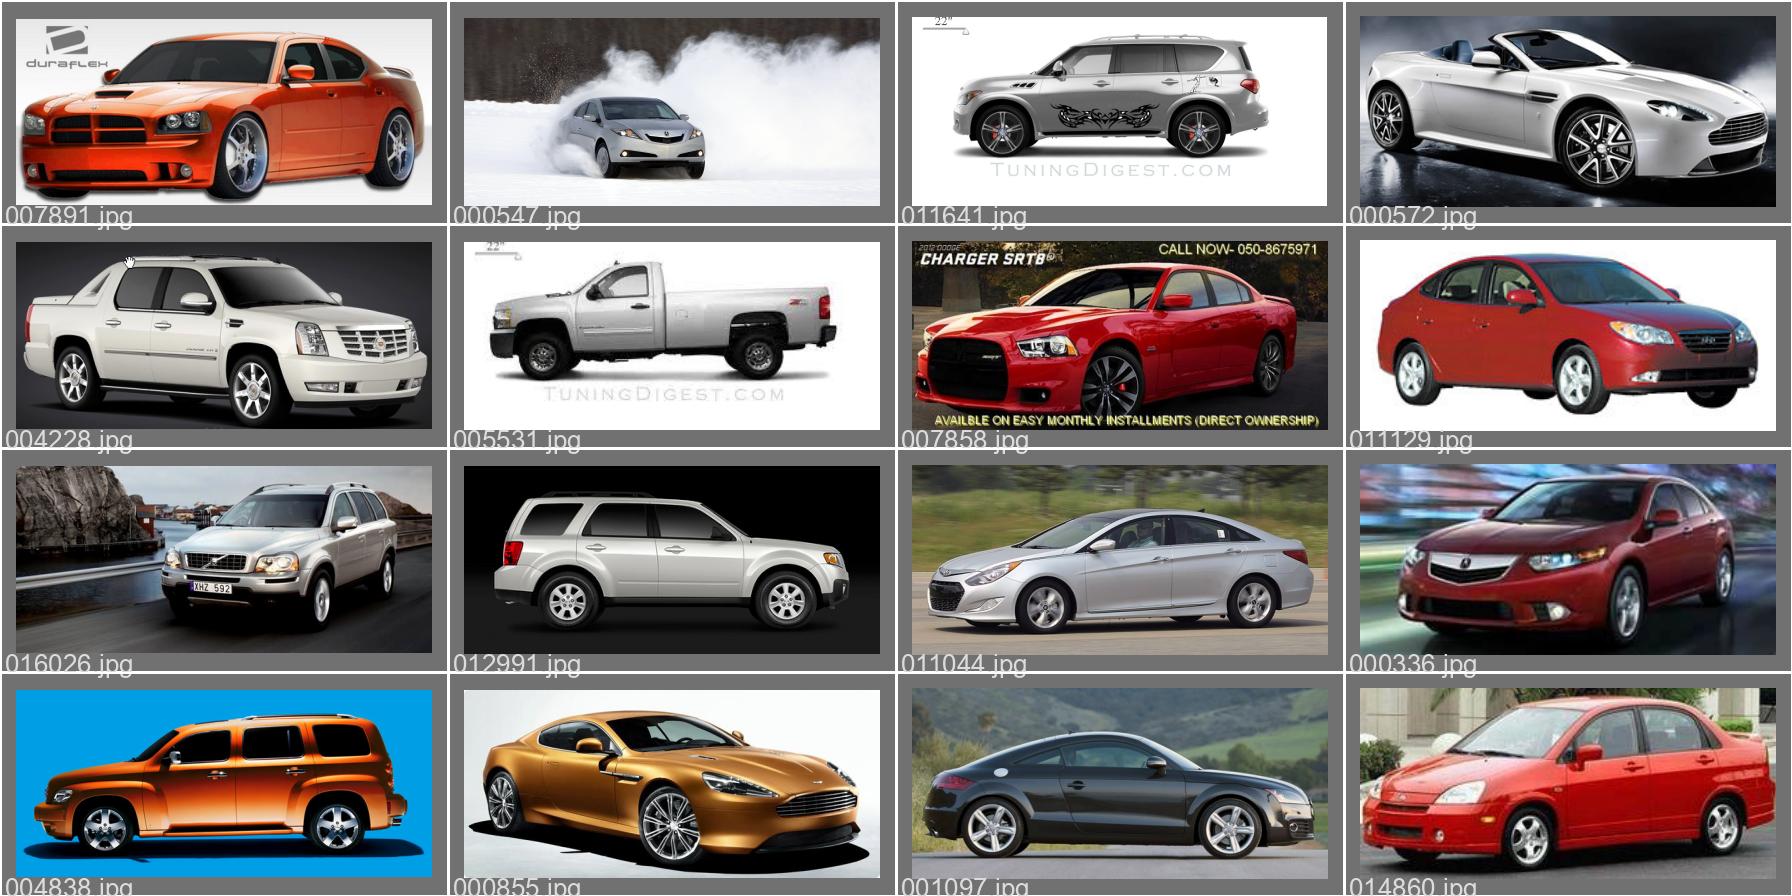 duraflex
007891.jpg
000547.jpg
22"
TUNINGDIGEST.COM
011641.jpg
000572.jpg
004228.jpg
22"
TUNINGDIGEST.COM
005531.jpg
2012 DODGE
CHARGER SRT8®
CALL NOW- 050-8675971
AVAILBLE ON EASY MONTHLY INSTALLMENTS (DIRECT OWNERSHIP)
007858.jpg
011129.jpg
XHZ 592
016026.jpg
012991.jpg
011044.jpg
000336.jpg
004838.jpg
000855.jpg
001097.jpg
014860.jpg